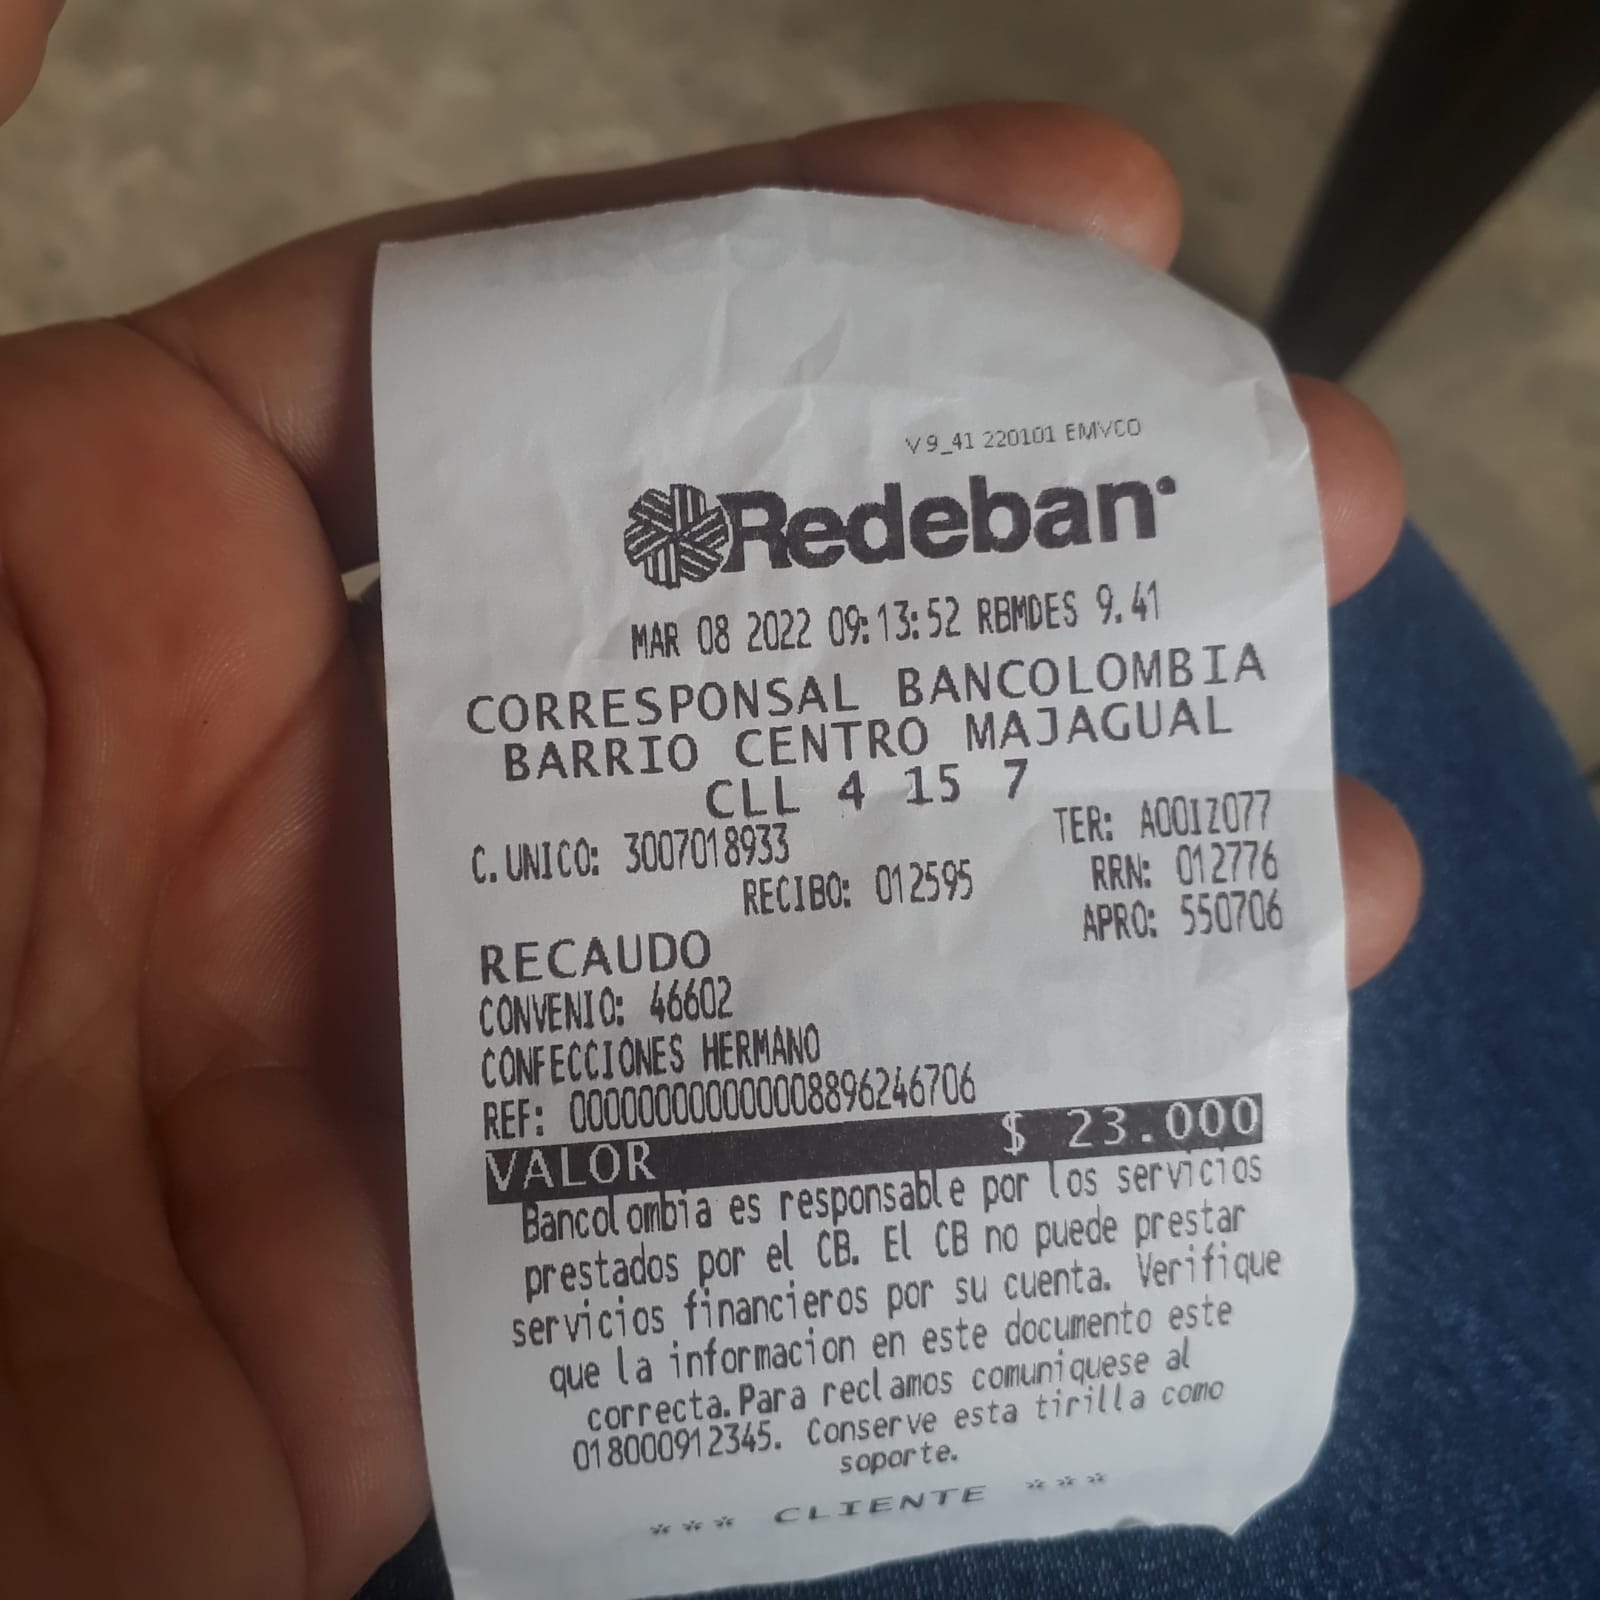 V9_41 220101 EMVCO
Redeban
MAR 08 2022 09:13:52 RBMDES 9.41
CORRESPONSAL BANCOLOMBIA
BARRIO CENTRO MAJAGUAL
CLL 4 15 7
C.UNICO: 3007018933 TER: A00IZ077
RECIBO: 012595 RRN: 012776
RECAUDO APRO: 550706
CONVENIO: 46602
CONFECCIONES HERMANO
REF: 00000000000008896246706
VALOR $ 23.000
Bancolombia es responsable por los servicios
prestados por el CB. El CB no puede prestar
servicios financieros por su cuenta. Verifique
que la informacion en este documento este
correcta.Para reclamos comuniquese al
018000912345. Conserve esta tirilla como
soporte.
*** CLIENTE ***